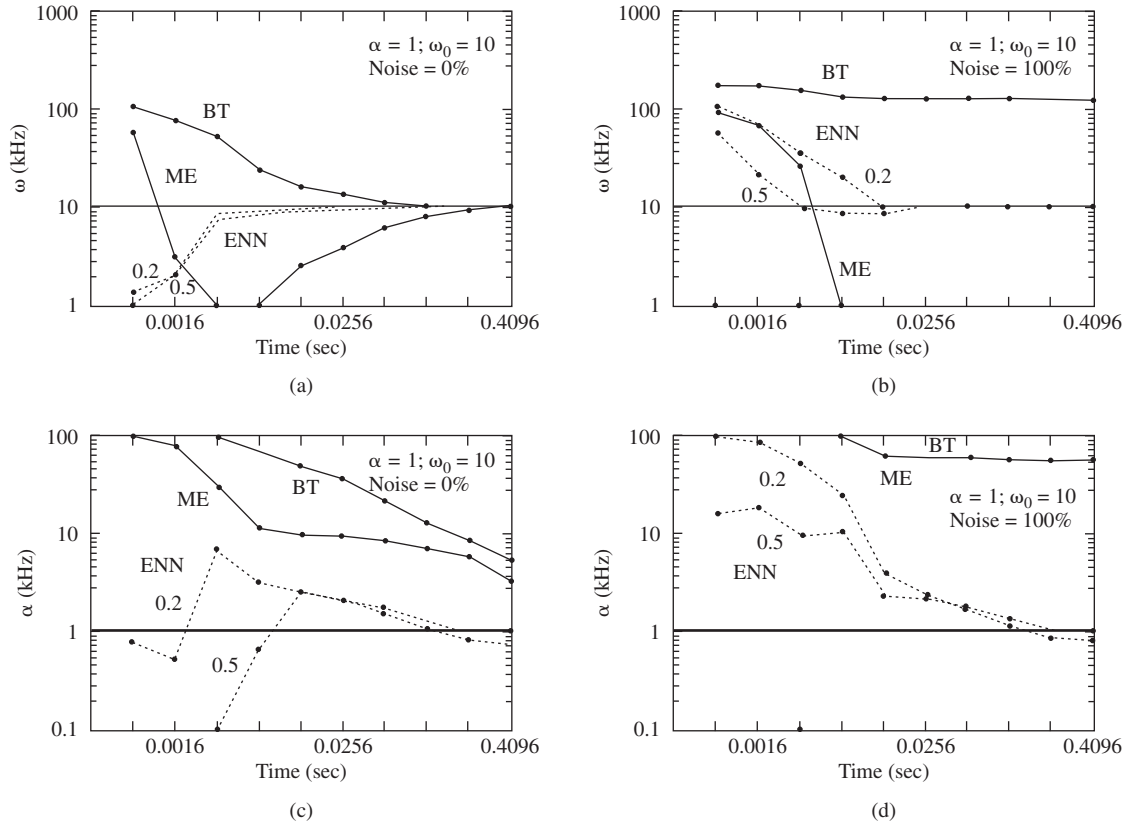 1000
100
10
1
ω (kHz)
α = 1; ω₀ = 10
Noise = 0%
BT
ME
ENN
0.2
0.5
0.0016
0.0256
0.4096
Time (sec)
(a)
1000
100
10
1
ω (kHz)
α = 1; ω₀ = 10
Noise = 100%
BT
ENN
0.2
0.5
ME
0.0016
0.0256
0.4096
Time (sec)
(b)
100
10
1
0.1
α (kHz)
α = 1; ω₀ = 10
Noise = 0%
BT
ME
ENN
0.2
0.5
0.0016
0.0256
0.4096
Time (sec)
(c)
100
10
1
0.1
α (kHz)
BT
ME
α = 1; ω₀ = 10
Noise = 100%
0.2
0.5
ENN
0.0016
0.0256
0.4096
Time (sec)
(d)